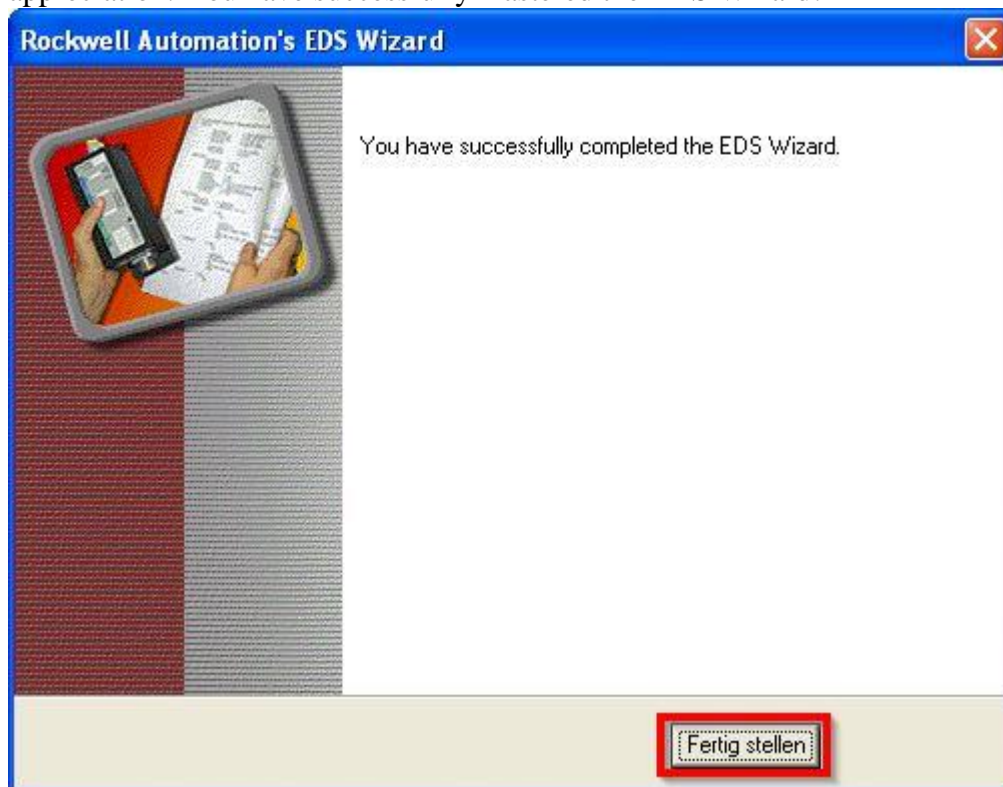 Rockwell Automation's EDS Wizard
You have successfully completed the EDS Wizard.
Fertig stellen